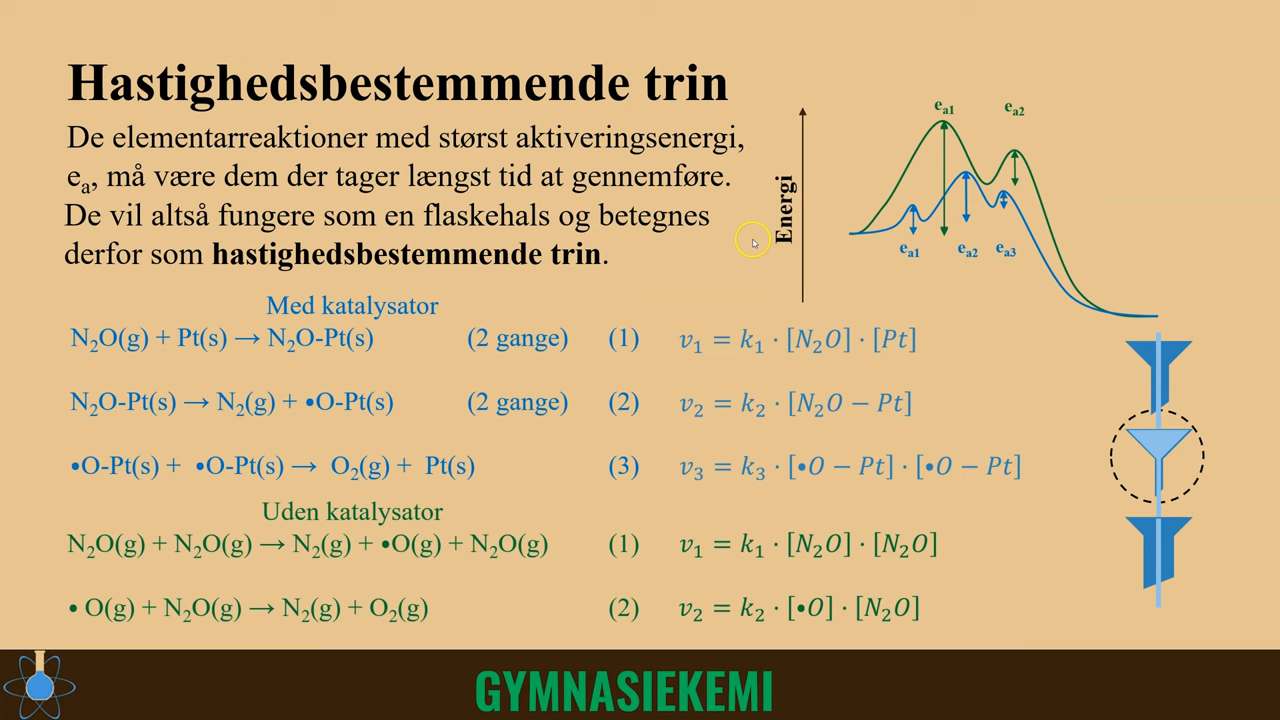 Hastighedsbestemmende trin
De elementarreaktioner med størst aktiveringsenergi,
eₐ, må være dem der tager længst tid at gennemføre.
De vil altså fungere som en flaskehals og betegnes
derfor som hastighedsbestemmende trin.
Energi
eₐ₁ eₐ₂
eₐ₁ eₐ₂ eₐ₃
Med katalysator
N₂O(g) + Pt(s) → N₂O-Pt(s) (2 gange) (1) v₁ = k₁ · [N₂O] · [Pt]
N₂O-Pt(s) → N₂(g) + •O-Pt(s) (2 gange) (2) v₂ = k₂ · [N₂O − Pt]
•O-Pt(s) + •O-Pt(s) → O₂(g) + Pt(s) (3) v₃ = k₃ · [•O − Pt] · [•O − Pt]
Uden katalysator
N₂O(g) + N₂O(g) → N₂(g) + •O(g) + N₂O(g) (1) v₁ = k₁ · [N₂O] · [N₂O]
• O(g) + N₂O(g) → N₂(g) + O₂(g) (2) v₂ = k₂ · [•O] · [N₂O]
GYMNASIEKEMI